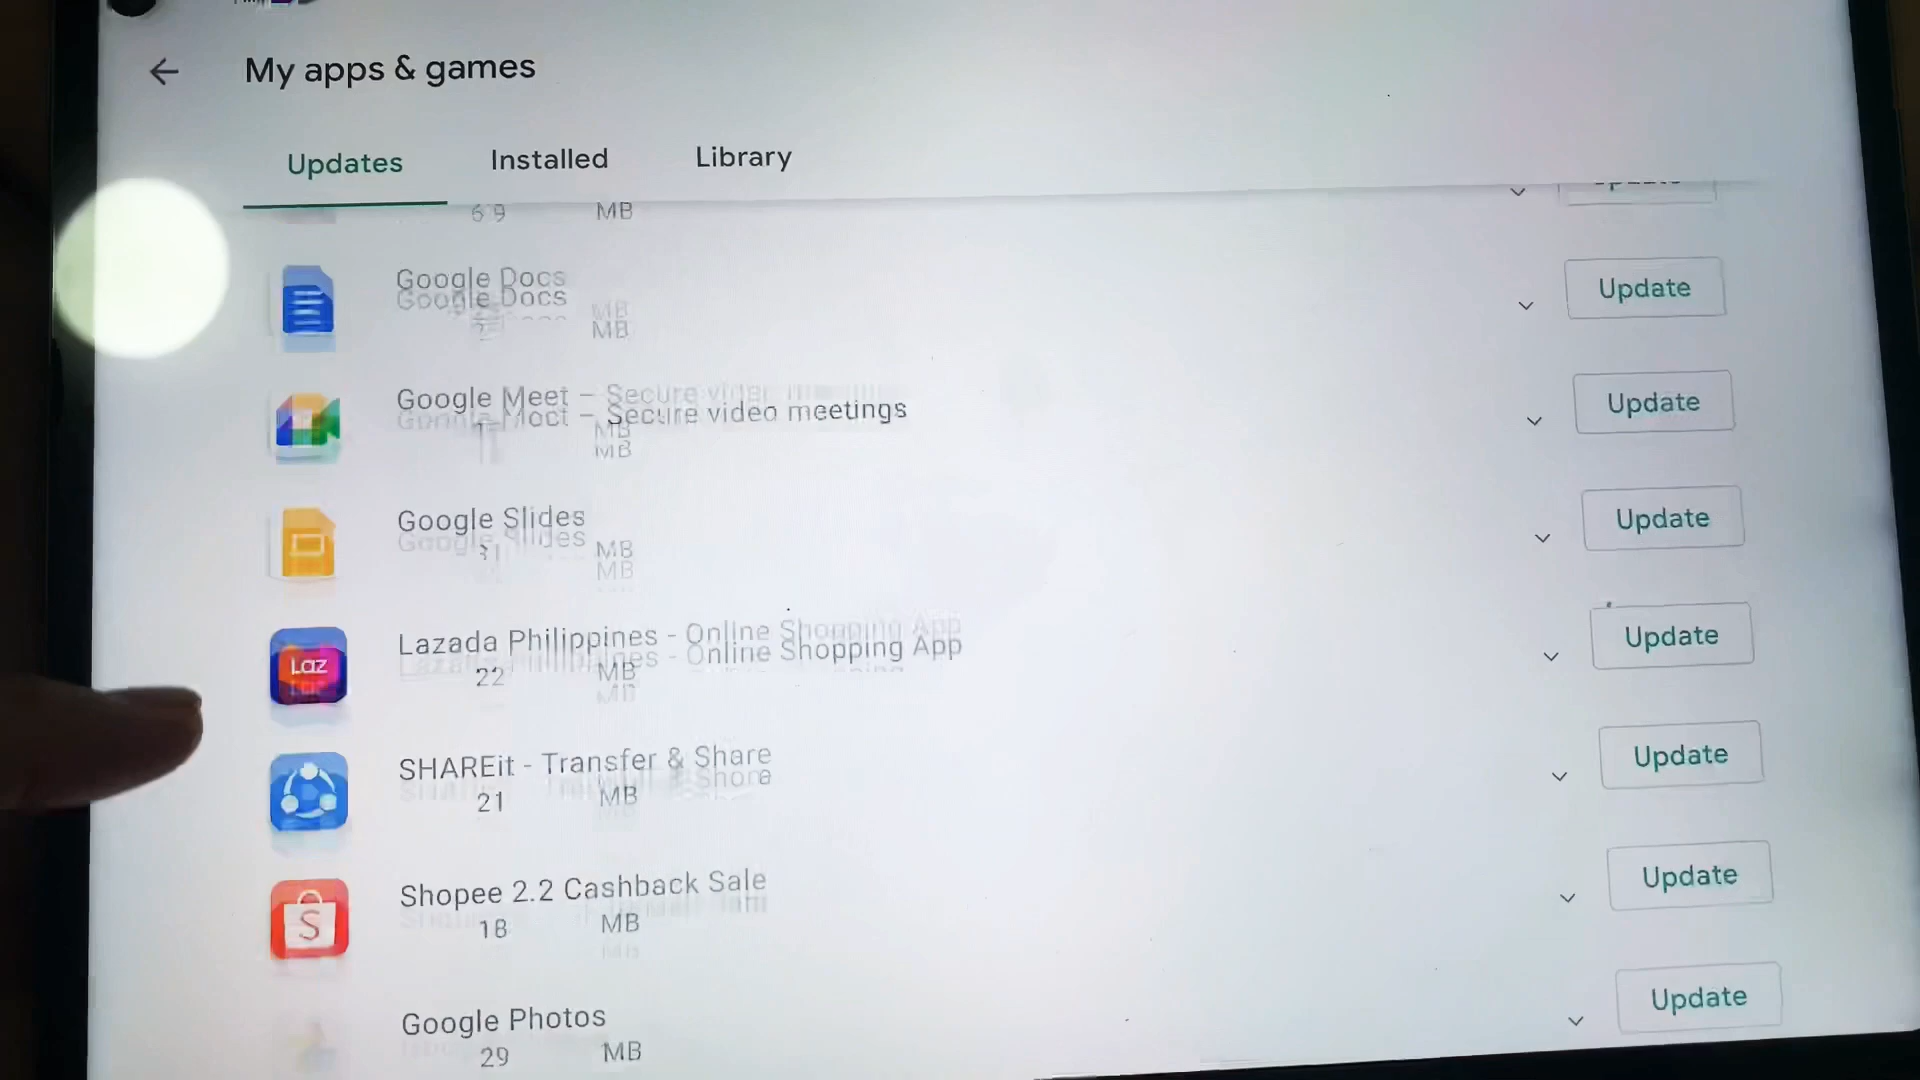 My apps & games
Updates
Installed
Library
MB
Google Docs
MB
Update
Google Meet – Secure video meetings
MB
Update
Google Slides
MB
Update
Laz
Lazada Philippines - Online Shopping App
22 MB
Update
SHAREit - Transfer & Share
21 MB
Update
S
Shopee 2.2 Cashback Sale
18 MB
Update
Google Photos
29 MB
Update